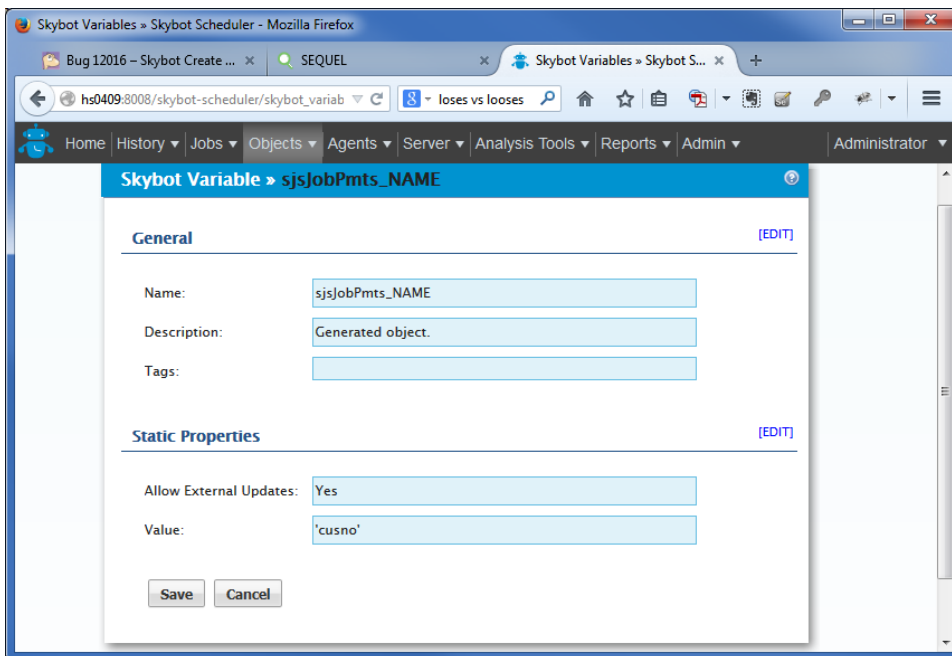 Skybot Variables » Skybot Scheduler - Mozilla Firefox
Bug 12016 – Skybot Create ... × SEQUEL × Skybot Variables » Skybot S... × +
hs0409:8008/skybot-scheduler/skybot_variab 8 loses vs looses
Home History ▾ Jobs ▾ Objects ▾ Agents ▾ Server ▾ Analysis Tools ▾ Reports ▾ Admin ▾ Administrator ▾
Skybot Variable » sjsJobPmts_NAME ?
General [EDIT]
Name: sjsJobPmts_NAME
Description: Generated object.
Tags:
Static Properties [EDIT]
Allow External Updates: Yes
Value: 'cusno'
Save Cancel